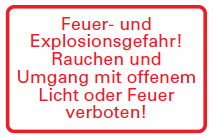 Feuer- und
Explosionsgefahr!
Rauchen und
Umgang mit offenem
Licht oder Feuer
verboten!